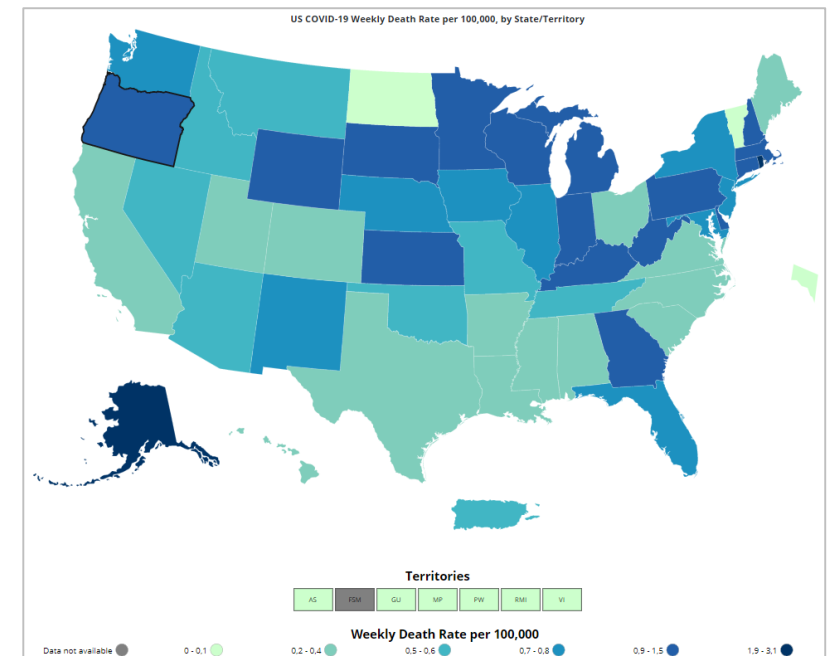 US COVID-19 Weekly Death Rate per 100,000, by State/Territory
Territories
AS FSM GU MP PW RMI VI
Weekly Death Rate per 100,000
Data not available 0 - 0.1 0.2 - 0.4 0.5 - 0.6 0.7 - 0.8 0.9 - 1.5 1.9 - 3.1